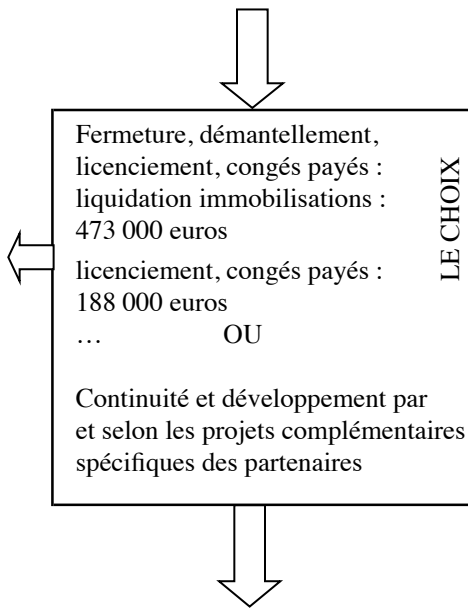 Fermeture, démantellement,
licenciement, congés payés :
liquidation immobilisations :
473 000 euros
licenciement, congés payés :
188 000 euros
… OU
Continuité et développement par
et selon les projets complémentaires
spécifiques des partenaires
LE CHOIX